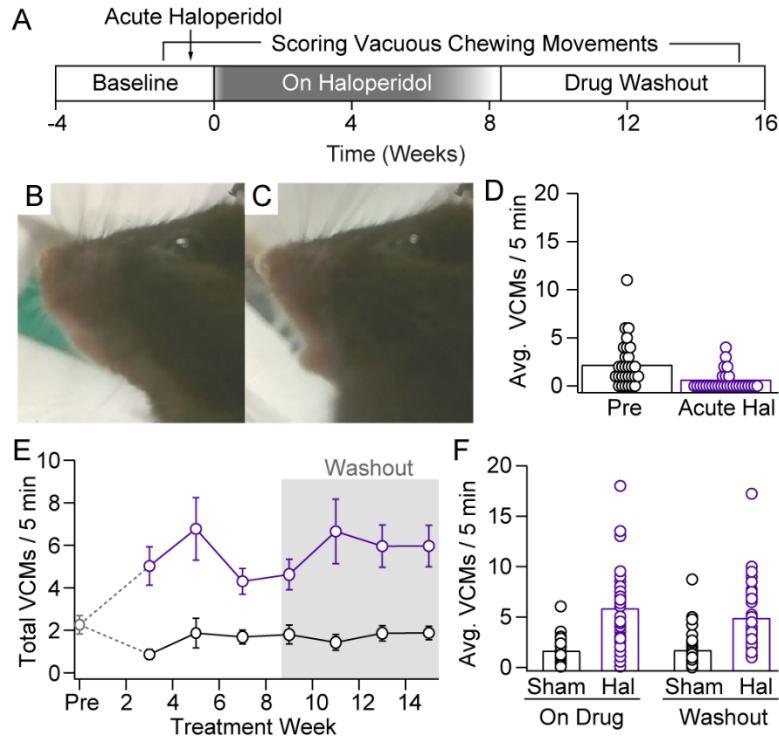 A
Acute Haloperidol
Scoring Vacuous Chewing Movements
Baseline
On Haloperidol
Drug Washout
-4
0
4
8
12
16
Time (Weeks)
B
C
D
20
15
10
5
0
Avg. VCMs / 5 min
Pre
Acute Hal
E
Washout
10
8
6
4
2
0
Total VCMs / 5 min
Pre
2
4
6
8
10
12
14
Treatment Week
F
20
15
10
5
0
Avg. VCMs / 5 min
Sham
Hal
Sham
Hal
On Drug
Washout